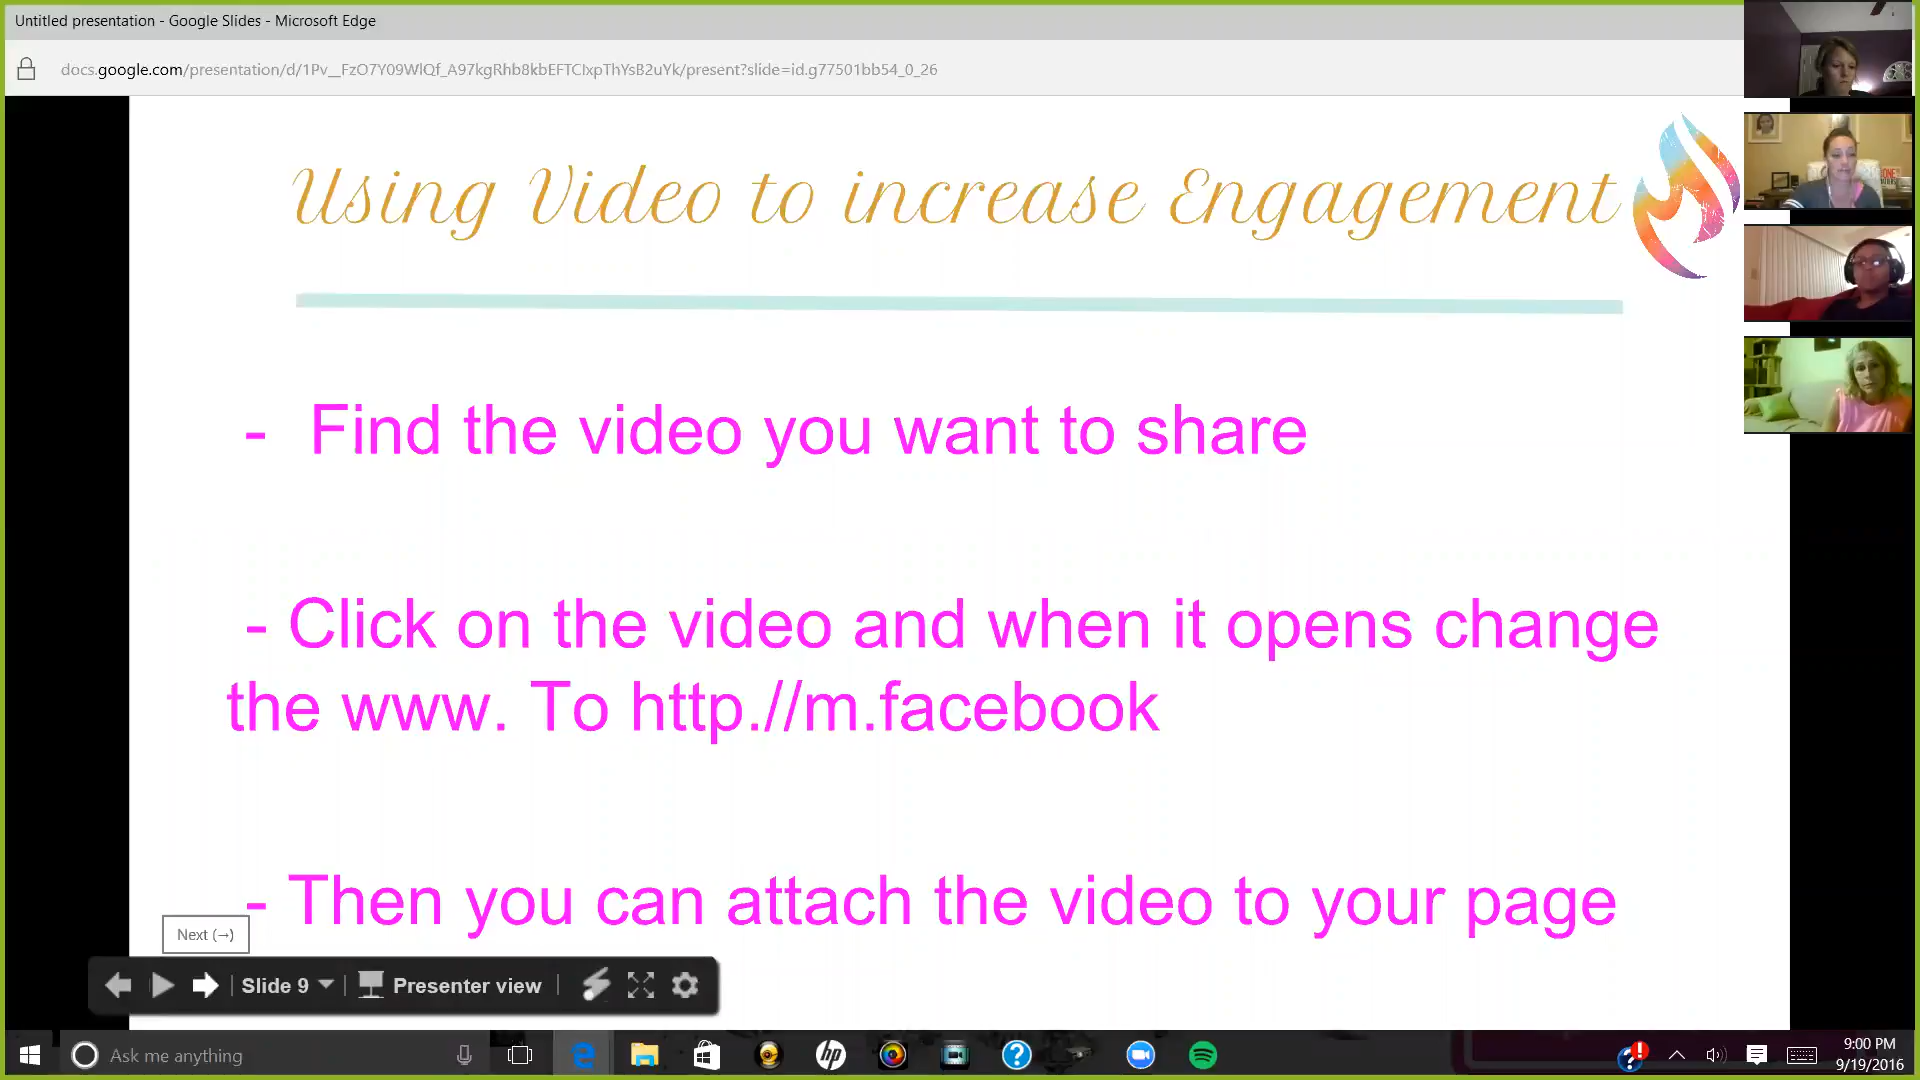 Untitled presentation - Google Slides - Microsoft Edge
docs.google.com/presentation/d/1Pv__FzO7Y09WlQf_A97kgRhb8kbEFTCIxpThYsB2uYk/present?slide=id.g77501bb54_0_26
Using Video to increase Engagement
- Find the video you want to share
- Click on the video and when it opens change
the www. To http.//m.facebook
- Then you can attach the video to your page
Next (→)
Slide 9
Presenter view
Ask me anything
hp
9:00 PM
9/19/2016